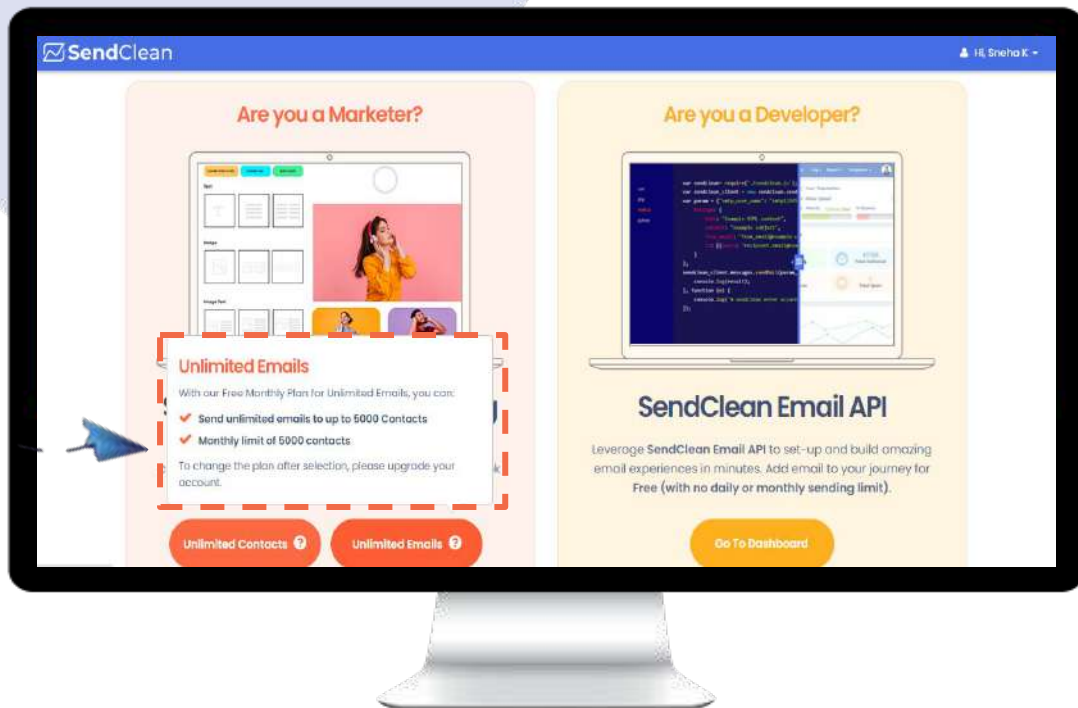 SendClean
Hi, Sneha K
Are you a Marketer?
Text
Image
Image Text
Unlimited Emails
With our Free Monthly Plan for Unlimited Emails, you can:
Send unlimited emails to up to 5000 Contacts
Monthly limit of 5000 contacts
To change the plan after selection, please upgrade your
account.
Unlimited Contacts ?
Unlimited Emails ?
Are you a Developer?
SendClean Email API
Leverage SendClean Email API to set-up and build amazing
email experiences in minutes. Add email to your journey for
Free (with no daily or monthly sending limit).
Go To Dashboard